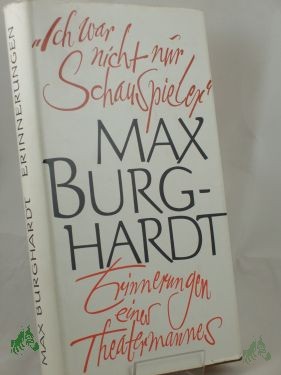 „Ich war
nicht nur
Schauspieler“
MAX
BURG-
HARDT
Erinnerungen
eines
Theatermannes
MAX BURGHARDT ERINNERUNGEN